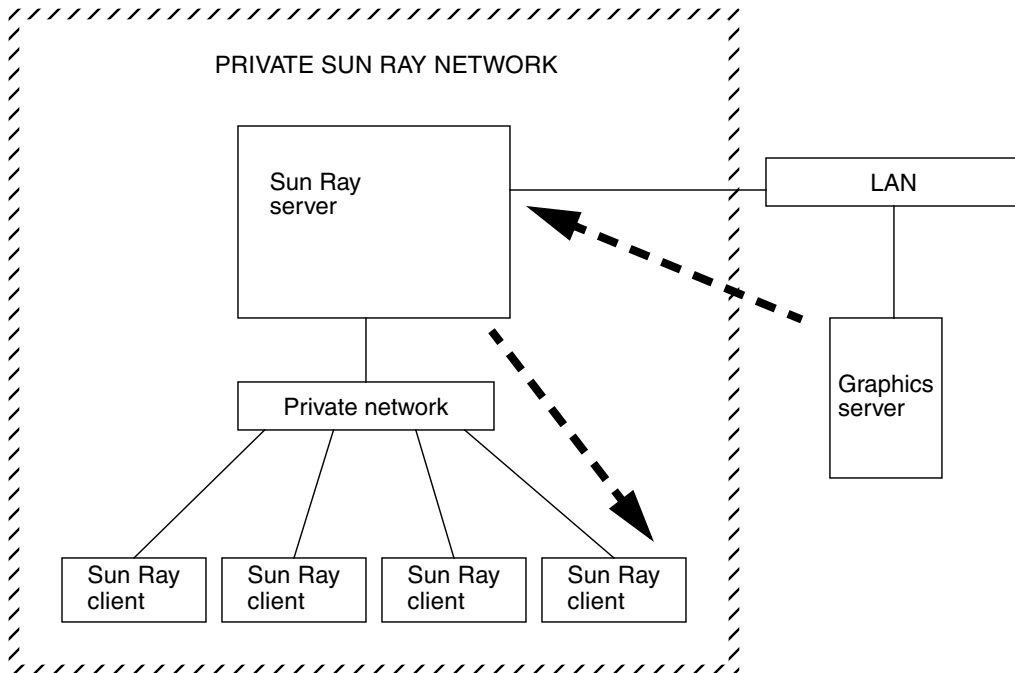 PRIVATE SUN RAY NETWORK
Sun Ray
server
LAN
Graphics
server
Private network
Sun Ray
client
Sun Ray
client
Sun Ray
client
Sun Ray
client